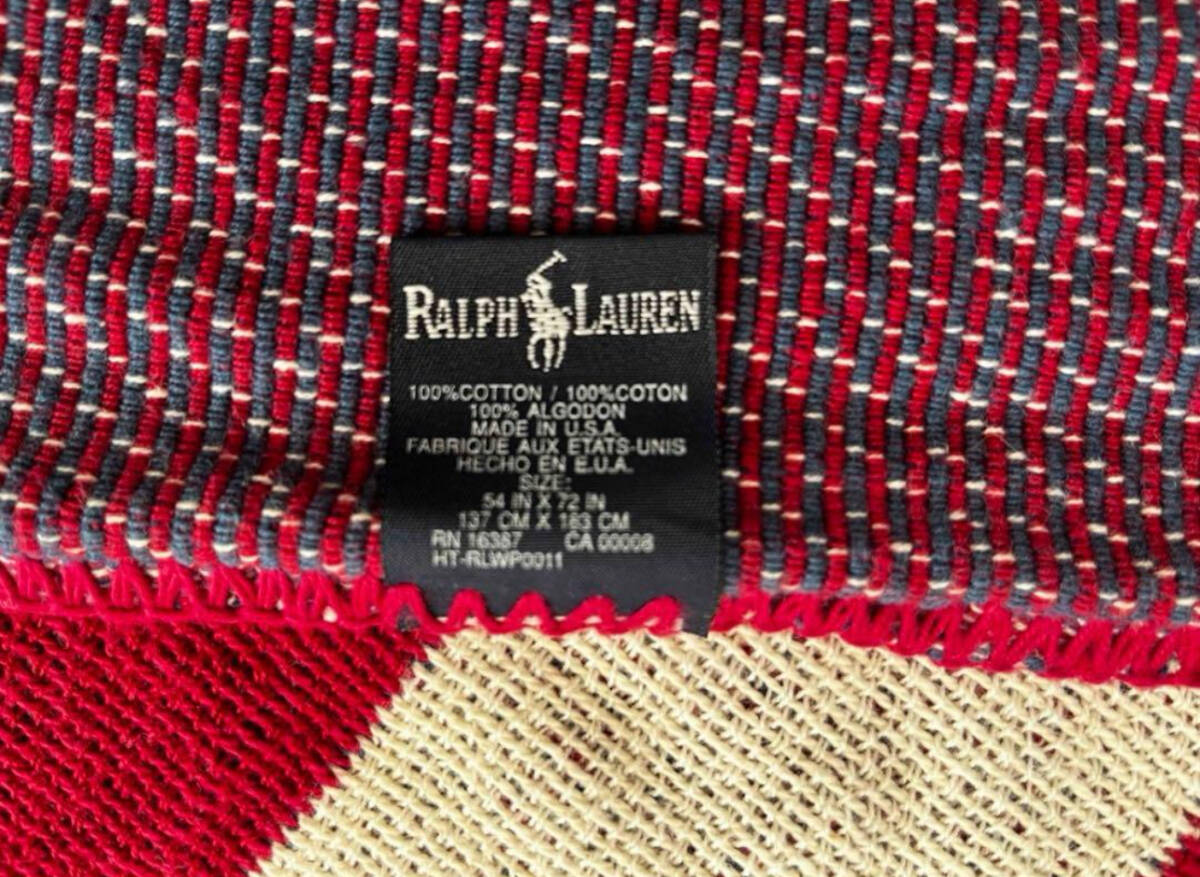 RALPH LAUREN
100%COTTON / 100%COTON
100% ALGODON
MADE IN U.S.A.
FABRIQUE AUX ETATS-UNIS
HECHO EN E.U.A.
SIZE:
54 IN X 72 IN
137 CM X 183 CM
RN 16387 CA 00008
HT-RLWP0011